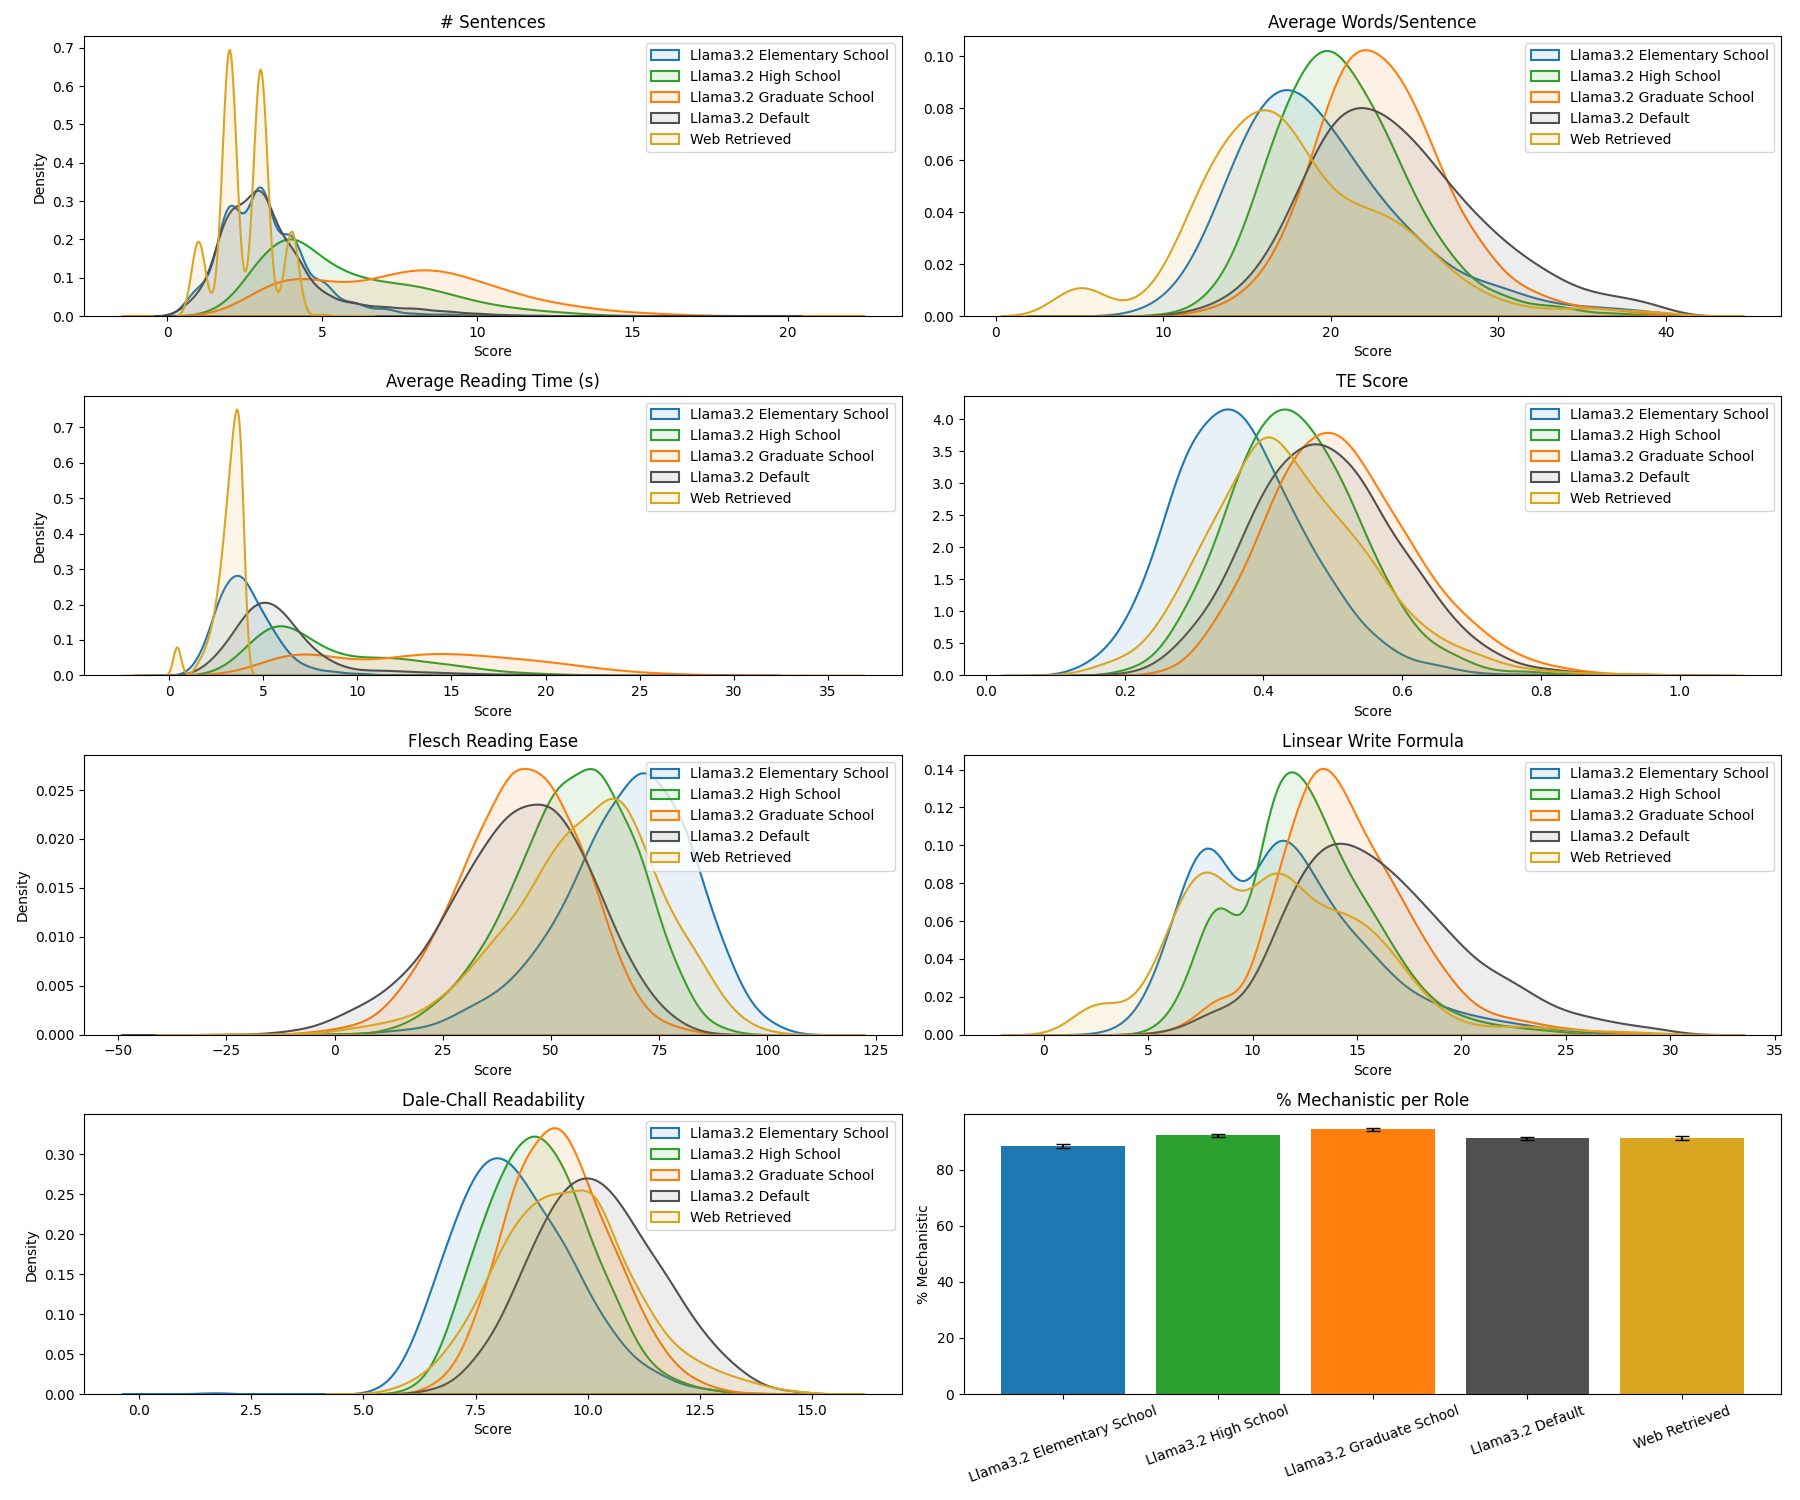 # Sentences
Density
0.7
0.6
0.5
0.4
0.3
0.2
0.1
0.0
0 5 10 15 20
Score
Llama3.2 Elementary School
Llama3.2 High School
Llama3.2 Graduate School
Llama3.2 Default
Web Retrieved
Average Words/Sentence
0.10
0.08
0.06
0.04
0.02
0.00
0 10 20 30 40
Score
Llama3.2 Elementary School
Llama3.2 High School
Llama3.2 Graduate School
Llama3.2 Default
Web Retrieved
Average Reading Time (s)
Density
0.7
0.6
0.5
0.4
0.3
0.2
0.1
0.0
0 5 10 15 20 25 30 35
Score
Llama3.2 Elementary School
Llama3.2 High School
Llama3.2 Graduate School
Llama3.2 Default
Web Retrieved
TE Score
4.0
3.5
3.0
2.5
2.0
1.5
1.0
0.5
0.0
0.0 0.2 0.4 0.6 0.8 1.0
Score
Llama3.2 Elementary School
Llama3.2 High School
Llama3.2 Graduate School
Llama3.2 Default
Web Retrieved
Flesch Reading Ease
Density
0.025
0.020
0.015
0.010
0.005
0.000
−50 −25 0 25 50 75 100 125
Score
Llama3.2 Elementary School
Llama3.2 High School
Llama3.2 Graduate School
Llama3.2 Default
Web Retrieved
Linsear Write Formula
0.14
0.12
0.10
0.08
0.06
0.04
0.02
0.00
0 5 10 15 20 25 30 35
Score
Llama3.2 Elementary School
Llama3.2 High School
Llama3.2 Graduate School
Llama3.2 Default
Web Retrieved
Dale-Chall Readability
Density
0.30
0.25
0.20
0.15
0.10
0.05
0.00
0.0 2.5 5.0 7.5 10.0 12.5 15.0
Score
Llama3.2 Elementary School
Llama3.2 High School
Llama3.2 Graduate School
Llama3.2 Default
Web Retrieved
% Mechanistic per Role
% Mechanistic
80
60
40
20
0
Llama3.2 Elementary School
Llama3.2 High School
Llama3.2 Graduate School
Llama3.2 Default
Web Retrieved